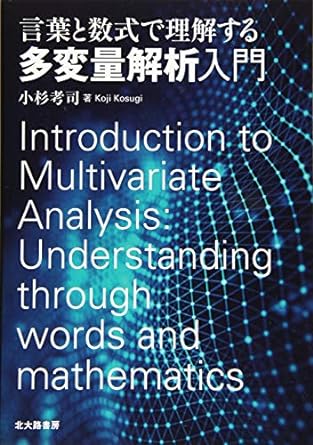 言葉と数式で理解する
多変量解析入門
小杉考司 著 Koji Kosugi
Introduction to
Multivariate
Analysis:
Understanding
through
words and
mathematics
北大路書房